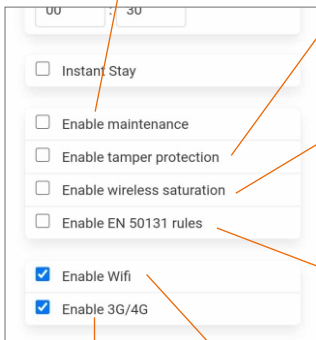 00 : 30
Instant Stay
Enable maintenance
Enable tamper protection
Enable wireless saturation
Enable EN 50131 rules
Enable Wifi
Enable 3G/4G